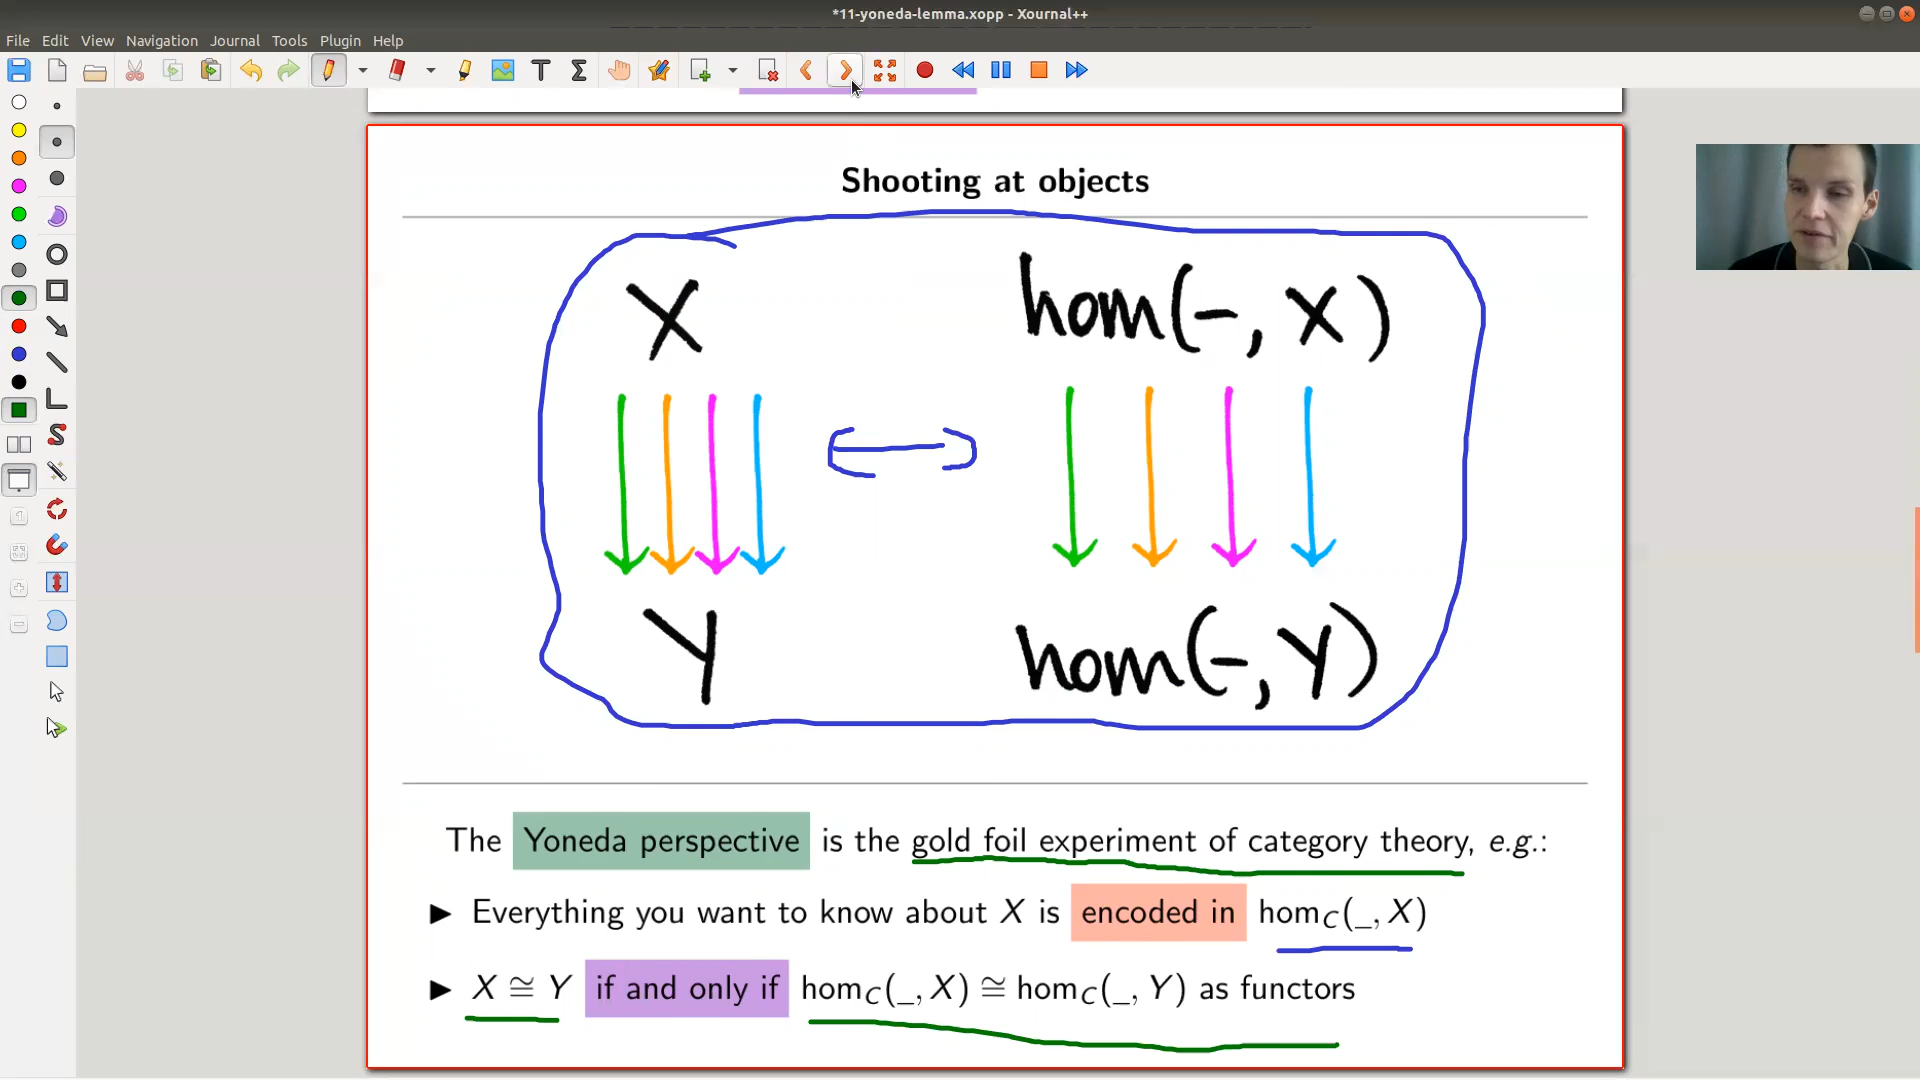 *11-yoneda-lemma.xopp - Xournal++
File Edit View Navigation Journal Tools Plugin Help
Shooting at objects
X hom(-, X)
Y hom(-, Y)
The Yoneda perspective is the gold foil experiment of category theory, e.g.:
▶ Everything you want to know about X is encoded in hom_C(_, X)
▶ X ≅ Y if and only if hom_C(_, X) ≅ hom_C(_, Y) as functors